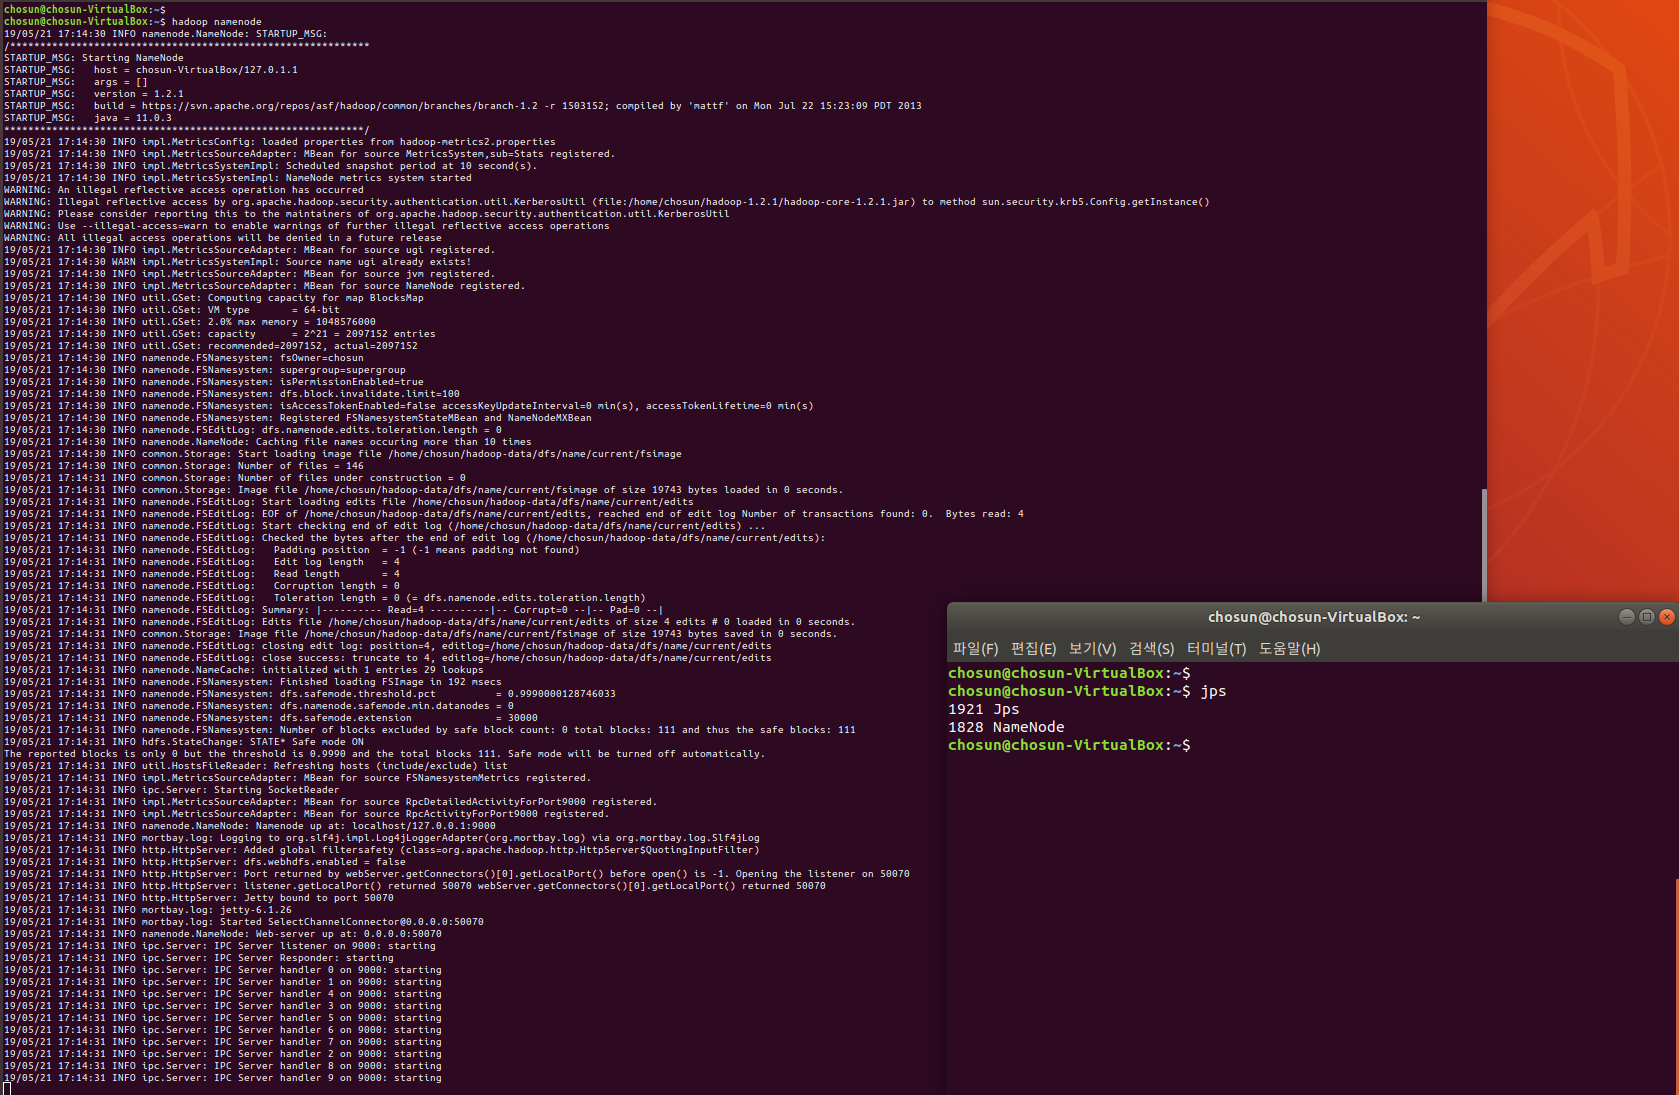 chosun@chosun-VirtualBox:~$
chosun@chosun-VirtualBox:~$ hadoop namenode
19/05/21 17:14:30 INFO namenode.NameNode: STARTUP_MSG:
/************************************************************
STARTUP_MSG: Starting NameNode
STARTUP_MSG:   host = chosun-VirtualBox/127.0.1.1
STARTUP_MSG:   args = []
STARTUP_MSG:   version = 1.2.1
STARTUP_MSG:   build = https://svn.apache.org/repos/asf/hadoop/common/branches/branch-1.2 -r 1503152; compiled by 'mattf' on Mon Jul 22 15:23:09 PDT 2013
STARTUP_MSG:   java = 11.0.3
************************************************************/
19/05/21 17:14:30 INFO impl.MetricsConfig: loaded properties from hadoop-metrics2.properties
19/05/21 17:14:30 INFO impl.MetricsSourceAdapter: MBean for source MetricsSystem,sub=Stats registered.
19/05/21 17:14:30 INFO impl.MetricsSystemImpl: Scheduled snapshot period at 10 second(s).
19/05/21 17:14:30 INFO impl.MetricsSystemImpl: NameNode metrics system started
WARNING: An illegal reflective access operation has occurred
WARNING: Illegal reflective access by org.apache.hadoop.security.authentication.util.KerberosUtil (file:/home/chosun/hadoop-1.2.1/hadoop-core-1.2.1.jar) to method sun.security.krb5.Config.getInstance()
WARNING: Please consider reporting this to the maintainers of org.apache.hadoop.security.authentication.util.KerberosUtil
WARNING: Use --illegal-access=warn to enable warnings of further illegal reflective access operations
WARNING: All illegal access operations will be denied in a future release
19/05/21 17:14:30 INFO impl.MetricsSourceAdapter: MBean for source ugi registered.
19/05/21 17:14:30 WARN impl.MetricsSystemImpl: Source name ugi already exists!
19/05/21 17:14:30 INFO impl.MetricsSourceAdapter: MBean for source jvm registered.
19/05/21 17:14:30 INFO impl.MetricsSourceAdapter: MBean for source NameNode registered.
19/05/21 17:14:30 INFO util.GSet: Computing capacity for map BlocksMap
19/05/21 17:14:30 INFO util.GSet: VM type       = 64-bit
19/05/21 17:14:30 INFO util.GSet: 2.0% max memory = 1048576000
19/05/21 17:14:30 INFO util.GSet: capacity      = 2^21 = 2097152 entries
19/05/21 17:14:30 INFO util.GSet: recommended=2097152, actual=2097152
19/05/21 17:14:30 INFO namenode.FSNamesystem: fsOwner=chosun
19/05/21 17:14:30 INFO namenode.FSNamesystem: supergroup=supergroup
19/05/21 17:14:30 INFO namenode.FSNamesystem: isPermissionEnabled=true
19/05/21 17:14:30 INFO namenode.FSNamesystem: dfs.block.invalidate.limit=100
19/05/21 17:14:30 INFO namenode.FSNamesystem: isAccessTokenEnabled=false accessKeyUpdateInterval=0 min(s), accessTokenLifetime=0 min(s)
19/05/21 17:14:30 INFO namenode.FSNamesystem: Registered FSNamesystemStateMBean and NameNodeMXBean
19/05/21 17:14:30 INFO namenode.FSEditLog: dfs.namenode.edits.toleration.length = 0
19/05/21 17:14:30 INFO namenode.NameNode: Caching file names occuring more than 10 times
19/05/21 17:14:30 INFO common.Storage: Start loading image file /home/chosun/hadoop-data/dfs/name/current/fsimage
19/05/21 17:14:30 INFO common.Storage: Number of files = 146
19/05/21 17:14:31 INFO common.Storage: Number of files under construction = 0
19/05/21 17:14:31 INFO common.Storage: Image file /home/chosun/hadoop-data/dfs/name/current/fsimage of size 19743 bytes loaded in 0 seconds.
19/05/21 17:14:31 INFO namenode.FSEditLog: Start loading edits file /home/chosun/hadoop-data/dfs/name/current/edits
19/05/21 17:14:31 INFO namenode.FSEditLog: EOF of /home/chosun/hadoop-data/dfs/name/current/edits, reached end of edit log Number of transactions found: 0.  Bytes read: 4
19/05/21 17:14:31 INFO namenode.FSEditLog: Start checking end of edit log (/home/chosun/hadoop-data/dfs/name/current/edits) ...
19/05/21 17:14:31 INFO namenode.FSEditLog: Checked the bytes after the end of edit log (/home/chosun/hadoop-data/dfs/name/current/edits):
19/05/21 17:14:31 INFO namenode.FSEditLog:   Padding position  = -1 (-1 means padding not found)
19/05/21 17:14:31 INFO namenode.FSEditLog:   Edit log length   = 4
19/05/21 17:14:31 INFO namenode.FSEditLog:   Read length       = 4
19/05/21 17:14:31 INFO namenode.FSEditLog:   Corruption length = 0
19/05/21 17:14:31 INFO namenode.FSEditLog:   Toleration length = 0 (= dfs.namenode.edits.toleration.length)
19/05/21 17:14:31 INFO namenode.FSEditLog: Summary: |---------- Read=4 ----------|-- Corrupt=0 --|-- Pad=0 --|
19/05/21 17:14:31 INFO namenode.FSEditLog: Edits file /home/chosun/hadoop-data/dfs/name/current/edits of size 4 edits # 0 loaded in 0 seconds.
19/05/21 17:14:31 INFO common.Storage: Image file /home/chosun/hadoop-data/dfs/name/current/fsimage of size 19743 bytes saved in 0 seconds.
19/05/21 17:14:31 INFO namenode.FSEditLog: closing edit log: position=4, editlog=/home/chosun/hadoop-data/dfs/name/current/edits
19/05/21 17:14:31 INFO namenode.FSEditLog: close success: truncate to 4, editlog=/home/chosun/hadoop-data/dfs/name/current/edits
19/05/21 17:14:31 INFO namenode.NameCache: initialized with 1 entries 29 lookups
19/05/21 17:14:31 INFO namenode.FSNamesystem: Finished loading FSImage in 192 msecs
19/05/21 17:14:31 INFO namenode.FSNamesystem: dfs.safemode.threshold.pct          = 0.9990000128746033
19/05/21 17:14:31 INFO namenode.FSNamesystem: dfs.namenode.safemode.min.datanodes = 0
19/05/21 17:14:31 INFO namenode.FSNamesystem: dfs.safemode.extension              = 30000
19/05/21 17:14:31 INFO namenode.FSNamesystem: Number of blocks excluded by safe block count: 0 total blocks: 111 and thus the safe blocks: 111
19/05/21 17:14:31 INFO hdfs.StateChange: STATE* Safe mode ON
The reported blocks is only 0 but the threshold is 0.9990 and the total blocks 111. Safe mode will be turned off automatically.
19/05/21 17:14:31 INFO util.HostsFileReader: Refreshing hosts (include/exclude) list
19/05/21 17:14:31 INFO impl.MetricsSourceAdapter: MBean for source FSNamesystemMetrics registered.
19/05/21 17:14:31 INFO ipc.Server: Starting SocketReader
19/05/21 17:14:31 INFO impl.MetricsSourceAdapter: MBean for source RpcDetailedActivityForPort9000 registered.
19/05/21 17:14:31 INFO impl.MetricsSourceAdapter: MBean for source RpcActivityForPort9000 registered.
19/05/21 17:14:31 INFO namenode.NameNode: Namenode up at: localhost/127.0.0.1:9000
19/05/21 17:14:31 INFO mortbay.log: Logging to org.slf4j.impl.Log4jLoggerAdapter(org.mortbay.log) via org.mortbay.log.Slf4jLog
19/05/21 17:14:31 INFO http.HttpServer: Added global filtersafety (class=org.apache.hadoop.http.HttpServer$QuotingInputFilter)
19/05/21 17:14:31 INFO http.HttpServer: dfs.webhdfs.enabled = false
19/05/21 17:14:31 INFO http.HttpServer: Port returned by webServer.getConnectors()[0].getLocalPort() before open() is -1. Opening the listener on 50070
19/05/21 17:14:31 INFO http.HttpServer: listener.getLocalPort() returned 50070 webServer.getConnectors()[0].getLocalPort() returned 50070
19/05/21 17:14:31 INFO http.HttpServer: Jetty bound to port 50070
19/05/21 17:14:31 INFO mortbay.log: jetty-6.1.26
19/05/21 17:14:31 INFO mortbay.log: Started SelectChannelConnector@0.0.0.0:50070
19/05/21 17:14:31 INFO namenode.NameNode: Web-server up at: 0.0.0.0:50070
19/05/21 17:14:31 INFO ipc.Server: IPC Server listener on 9000: starting
19/05/21 17:14:31 INFO ipc.Server: IPC Server Responder: starting
19/05/21 17:14:31 INFO ipc.Server: IPC Server handler 0 on 9000: starting
19/05/21 17:14:31 INFO ipc.Server: IPC Server handler 1 on 9000: starting
19/05/21 17:14:31 INFO ipc.Server: IPC Server handler 4 on 9000: starting
19/05/21 17:14:31 INFO ipc.Server: IPC Server handler 3 on 9000: starting
19/05/21 17:14:31 INFO ipc.Server: IPC Server handler 5 on 9000: starting
19/05/21 17:14:31 INFO ipc.Server: IPC Server handler 6 on 9000: starting
19/05/21 17:14:31 INFO ipc.Server: IPC Server handler 7 on 9000: starting
19/05/21 17:14:31 INFO ipc.Server: IPC Server handler 2 on 9000: starting
19/05/21 17:14:31 INFO ipc.Server: IPC Server handler 8 on 9000: starting
19/05/21 17:14:31 INFO ipc.Server: IPC Server handler 9 on 9000: starting
chosun@chosun-VirtualBox: ~
파일(F) 편집(E) 보기(V) 검색(S) 터미널(T) 도움말(H)
chosun@chosun-VirtualBox:~$
chosun@chosun-VirtualBox:~$ jps
1921 Jps
1828 NameNode
chosun@chosun-VirtualBox:~$